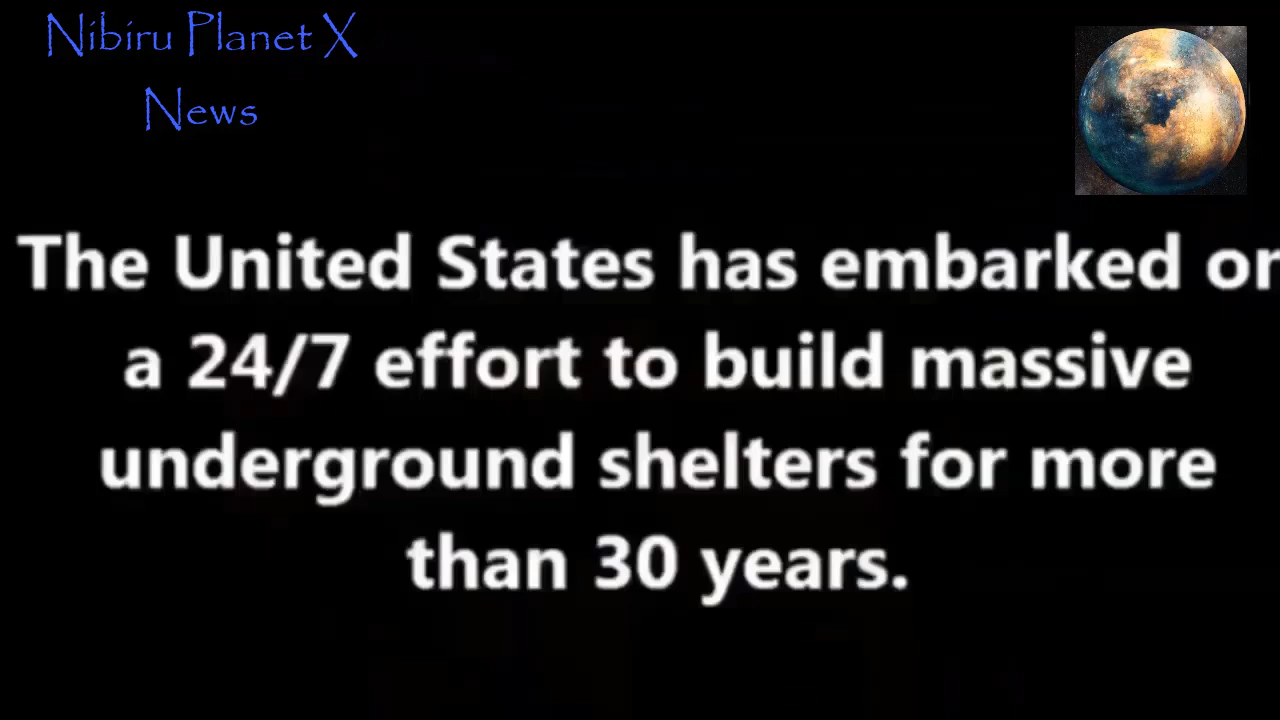 Nibiru Planet X
News
The United States has embarked on
a 24/7 effort to build massive
underground shelters for more
than 30 years.